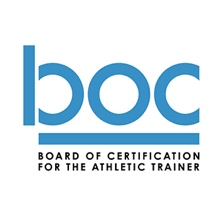 boc
BOARD OF CERTIFICATION
FOR THE ATHLETIC TRAINER